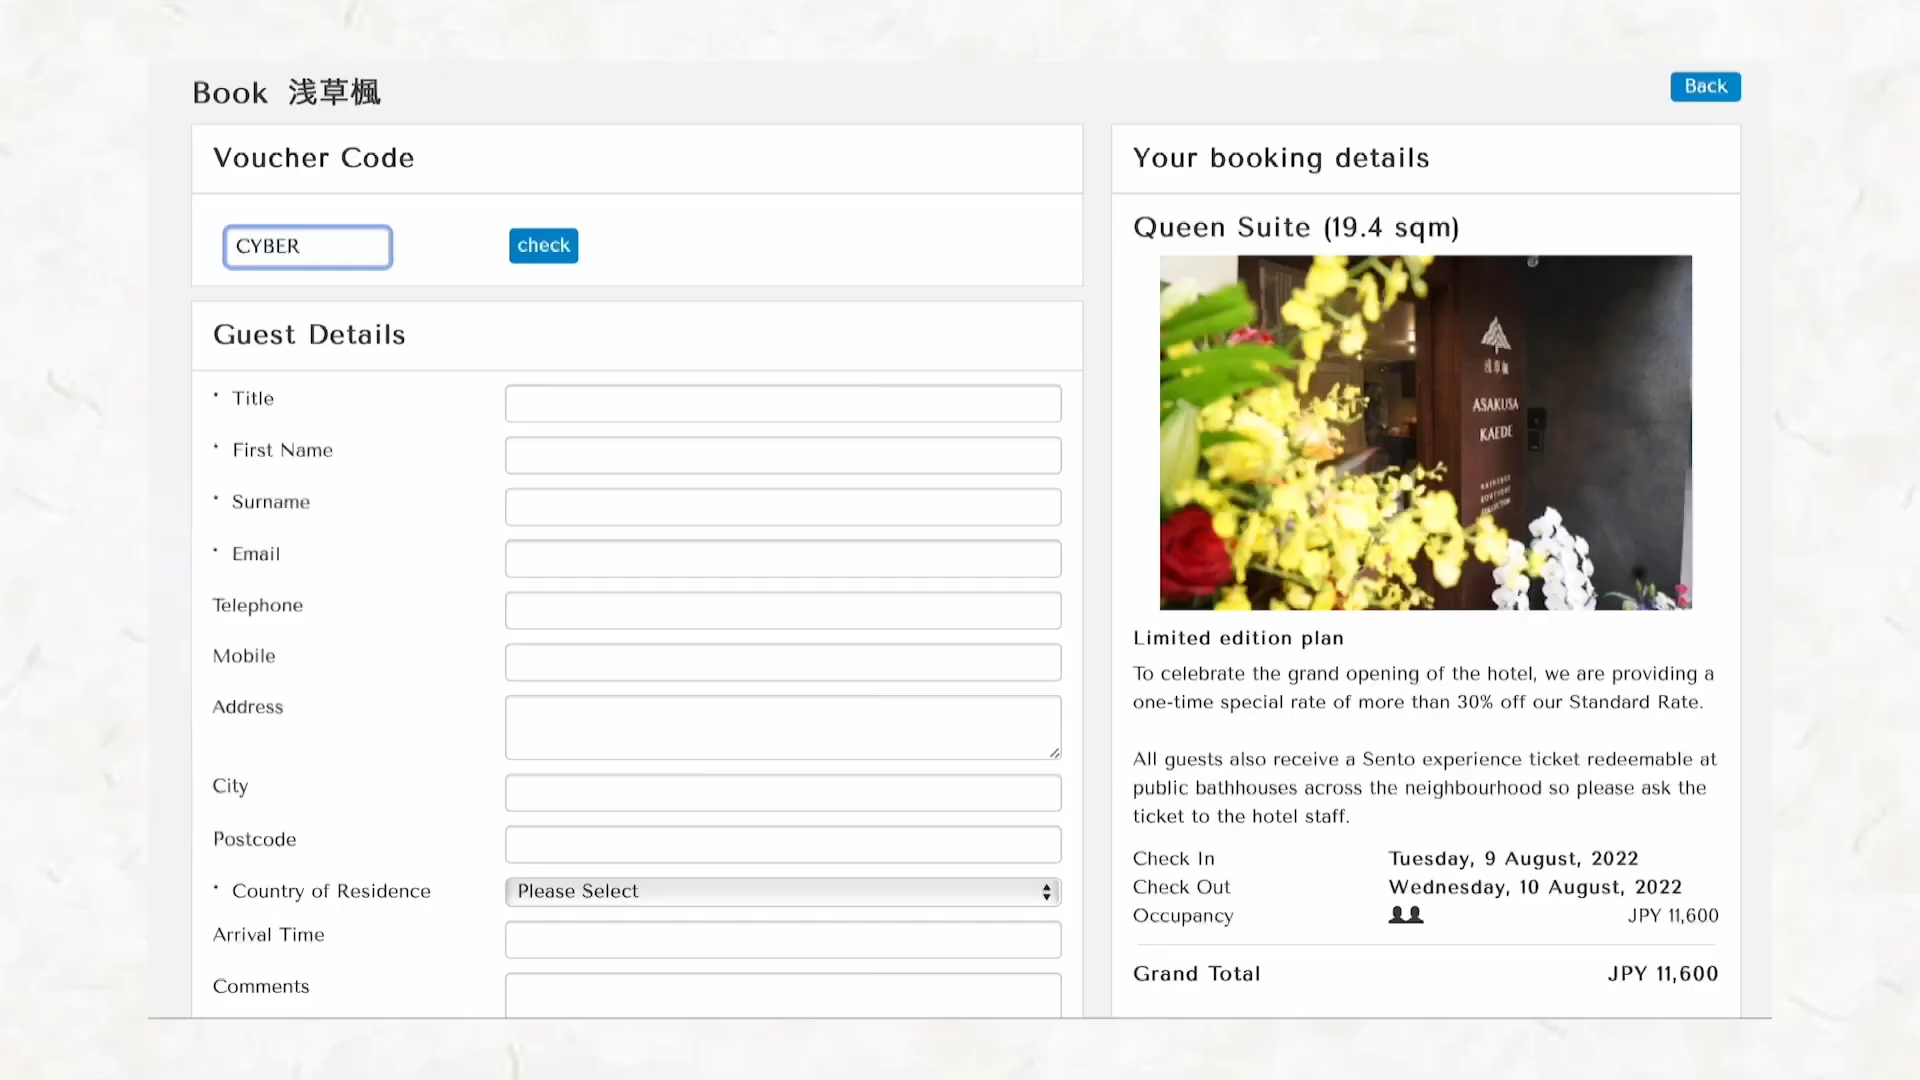 Book 浅草楓
Back
Voucher Code
CYBER
check
Guest Details
* Title
* First Name
* Surname
* Email
Telephone
Mobile
Address
City
Postcode
* Country of Residence
Please Select
Arrival Time
Comments
Your booking details
Queen Suite (19.4 sqm)
浅草楓
ASAKUSA
KAEDE
Limited edition plan
To celebrate the grand opening of the hotel, we are providing a
one-time special rate of more than 30% off our Standard Rate.
All guests also receive a Sento experience ticket redeemable at
public bathhouses across the neighbourhood so please ask the
ticket to the hotel staff.
Check In Tuesday, 9 August, 2022
Check Out Wednesday, 10 August, 2022
Occupancy JPY 11,600
Grand Total JPY 11,600